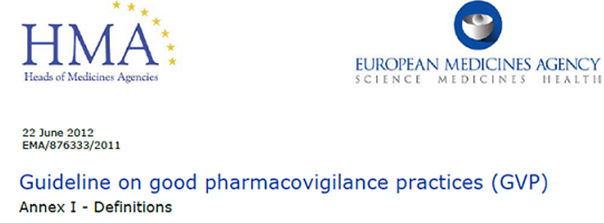 HMA
Heads of Medicines Agencies
EUROPEAN MEDICINES AGENCY
SCIENCE MEDICINES HEALTH
22 June 2012
EMA/876333/2011
Guideline on good pharmacovigilance practices (GVP)
Annex I - Definitions